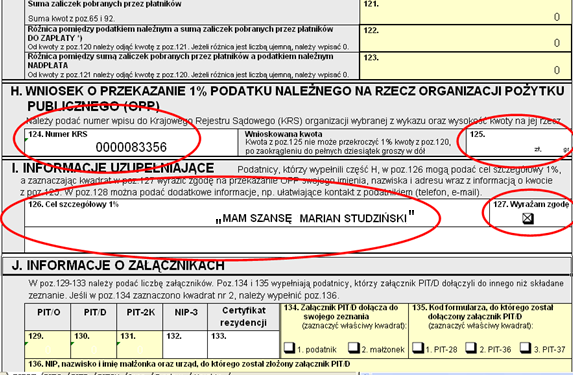 Suma zaliczek pobranych przez płatników
121.
Suma kwot z poz.65 i 92.
0
Różnica pomiędzy podatkiem należnym a sumą zaliczek pobranych przez płatników
122.
DO ZAPŁATY *)
Od kwoty z poz.120 należy odjąć kwotę z poz.121. Jeżeli różnica jest liczbą ujemną, należy wpisać 0.
0
Różnica pomiędzy sumą zaliczek pobranych przez płatników a podatkiem należnym
123.
NADPŁATA
Od kwoty z poz.121 należy odjąć kwotę z poz.120. Jeżeli różnica jest liczbą ujemną, należy wpisać 0.
0
H. WNIOSEK O PRZEKAZANIE 1% PODATKU NALEŻNEGO NA RZECZ ORGANIZACJI POŻYTKU
PUBLICZNEGO (OPP)
Należy podać numer wpisu do Krajowego Rejestru Sądowego (KRS) organizacji wybranej z wykazu oraz wysokość kwoty na jej rzecz
124. Numer KRS
Wnioskowana kwota
125.
0000083356
Kwota z poz.125 nie może przekroczyć 1% kwoty z poz.120,
po zaokrągleniu do pełnych dziesiątek groszy w dół
zł, gr
I. INFORMACJE UZUPEŁNIAJĄCE
Podatnicy, którzy wypełnili część H, w poz.126 mogą podać cel szczegółowy 1%,
a zaznaczając kwadrat w poz.127 wyrazić zgodę na przekazanie OPP swojego imienia, nazwiska i adresu wraz z informacją o kwocie
z poz.125. W poz.128 można podać dodatkowe informacje, np. ułatwiające kontakt z podatnikiem (telefon, e-mail).
126. Cel szczegółowy 1%
127. Wyrażam zgodę
„MAM SZANSĘ MARIAN STUDZIŃSKI"
J. INFORMACJE O ZAŁĄCZNIKACH
W poz.129-133 należy podać liczbę załączników. Poz.134 i 135 wypełniają podatnicy, którzy załącznik PIT/D dołączyli do innego niż składane
zeznanie. Jeśli w poz.134 zaznaczono kwadrat nr 2, należy wypełnić poz.136.
PIT/O
PIT/D
PIT-2K
NIP-3
Certyfikat
rezydencji
134. Załącznik PIT/D dołącza do
swojego zeznania
(zaznaczyć właściwy kwadrat):
135. Kod formularza, do którego został
dołączony załącznik PIT/D
(zaznaczyć właściwy kwadrat):
129.
130.
131.
132.
133.
1. podatnik
2. małżonek
1. PIT-28
2. PIT-36
3. PIT-37
136. NIP, nazwisko i imię małżonka oraz urząd, do którego został złożony załącznik PIT/D